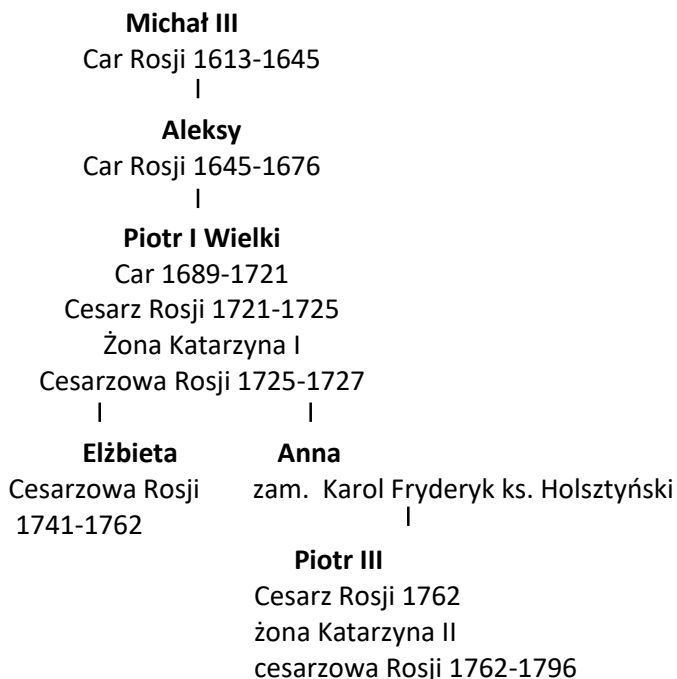 Michał III
Car Rosji 1613-1645
Aleksy
Car Rosji 1645-1676
Piotr I Wielki
Car 1689-1721
Cesarz Rosji 1721-1725
Żona Katarzyna I
Cesarzowa Rosji 1725-1727
Elżbieta Anna
Cesarzowa Rosji zam. Karol Fryderyk ks. Holsztyński
1741-1762
Piotr III
Cesarz Rosji 1762
żona Katarzyna II
cesarzowa Rosji 1762-1796